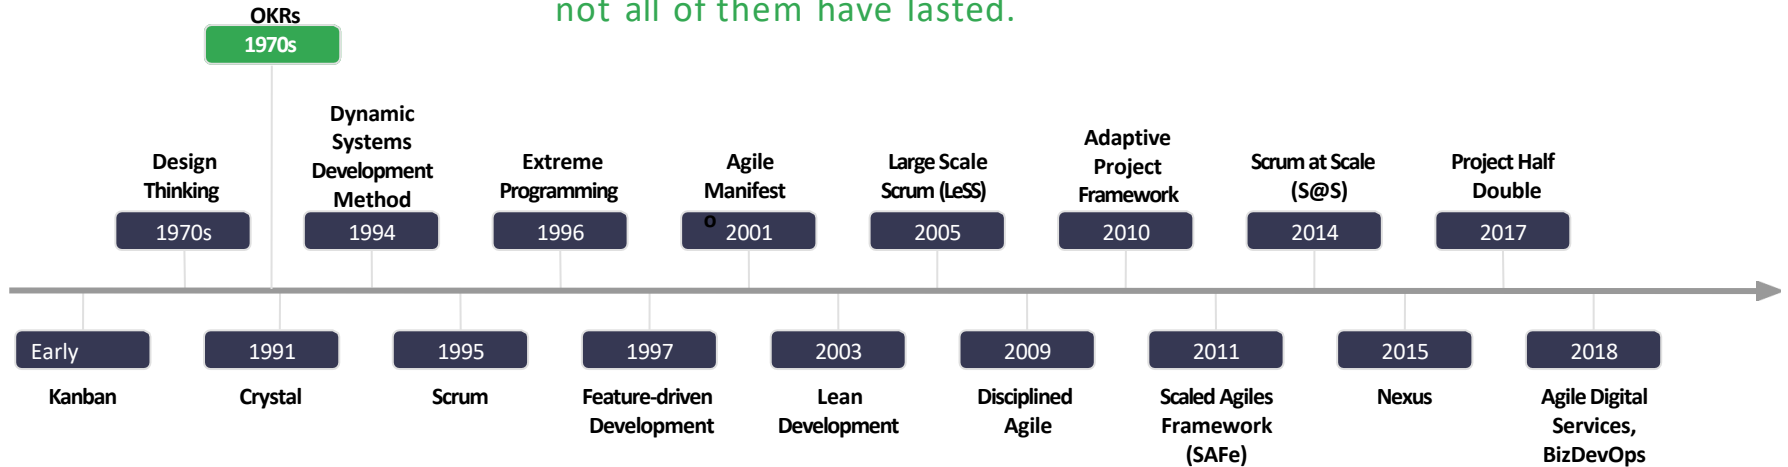 not all of them have lasted.
OKRs
1970s
Design
Thinking
1970s
Dynamic
Systems
Development
Method
1994
Extreme
Programming
1996
Agile
Manifest
o
2001
Large Scale
Scrum (LeSS)
2005
Adaptive
Project
Framework
2010
Scrum at Scale
(S@S)
2014
Project Half
Double
2017
Early
Kanban
1991
Crystal
1995
Scrum
1997
Feature-driven
Development
2003
Lean
Development
2009
Disciplined
Agile
2011
Scaled Agiles
Framework
(SAFe)
2015
Nexus
2018
Agile Digital
Services,
BizDevOps